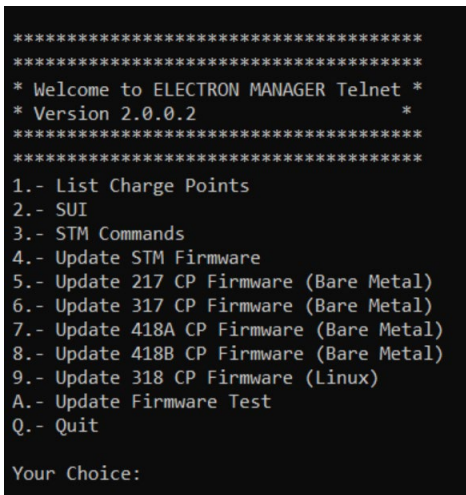 **************************************
**************************************
* Welcome to ELECTRON MANAGER Telnet *
* Version 2.0.0.2                    *
**************************************
**************************************
1.- List Charge Points
2.- SUI
3.- STM Commands
4.- Update STM Firmware
5.- Update 217 CP Firmware (Bare Metal)
6.- Update 317 CP Firmware (Bare Metal)
7.- Update 418A CP Firmware (Bare Metal)
8.- Update 418B CP Firmware (Bare Metal)
9.- Update 318 CP Firmware (Linux)
A.- Update Firmware Test
Q.- Quit
Your Choice: